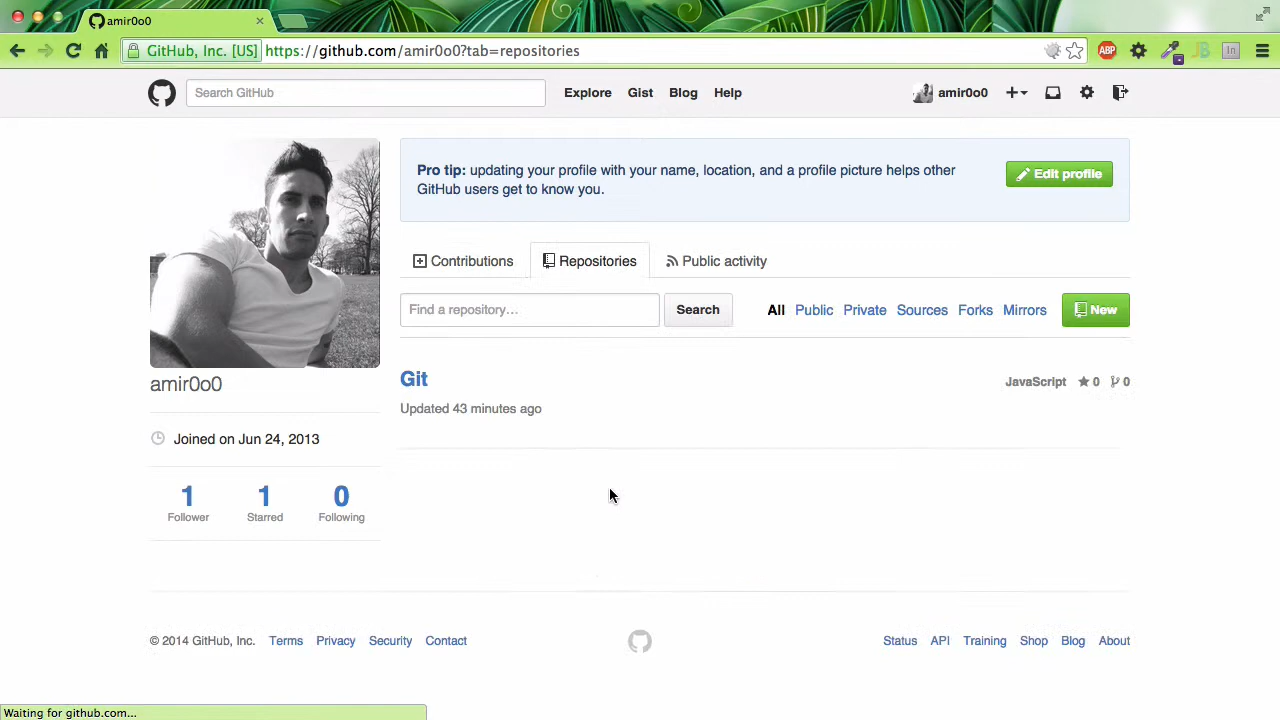 amir0o0
GitHub, Inc. [US] https://github.com/amir0o0?tab=repositories
ABP
JB
In
Search GitHub
Explore Gist Blog Help
amir0o0
Pro tip: updating your profile with your name, location, and a profile picture helps other
GitHub users get to know you.
Edit profile
Contributions Repositories Public activity
Find a repository… Search All Public Private Sources Forks Mirrors New
Git
JavaScript 0 0
Updated 43 minutes ago
amir0o0
Joined on Jun 24, 2013
1 1 0
Follower Starred Following
© 2014 GitHub, Inc. Terms Privacy Security Contact Status API Training Shop Blog About
Waiting for github.com...